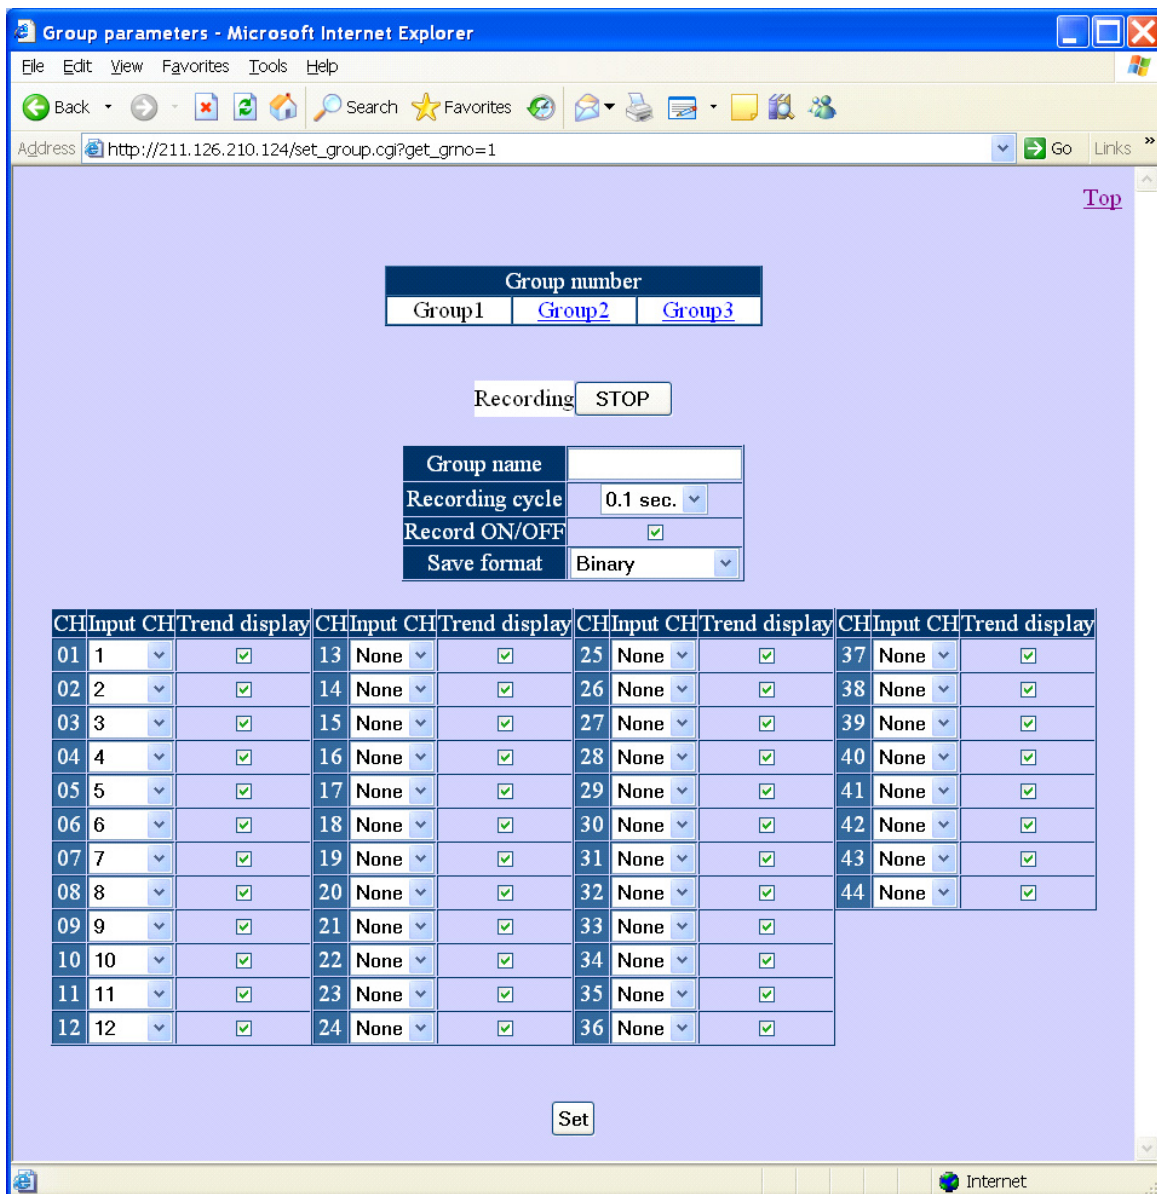 Group parameters - Microsoft Internet Explorer
File Edit View Favorites Tools Help
Back Search Favorites
Address http://211.126.210.124/set_group.cgi?get_grno=1 Go Links »
Top
Group number
Group1 Group2 Group3
Recording STOP
Group name
Recording cycle 0.1 sec.
Record ON/OFF
Save format Binary
CH Input CH Trend display CH Input CH Trend display CH Input CH Trend display CH Input CH Trend display
01 1 13 None 25 None 37 None
02 2 14 None 26 None 38 None
03 3 15 None 27 None 39 None
04 4 16 None 28 None 40 None
05 5 17 None 29 None 41 None
06 6 18 None 30 None 42 None
07 7 19 None 31 None 43 None
08 8 20 None 32 None 44 None
09 9 21 None 33 None
10 10 22 None 34 None
11 11 23 None 35 None
12 12 24 None 36 None
Set
Internet